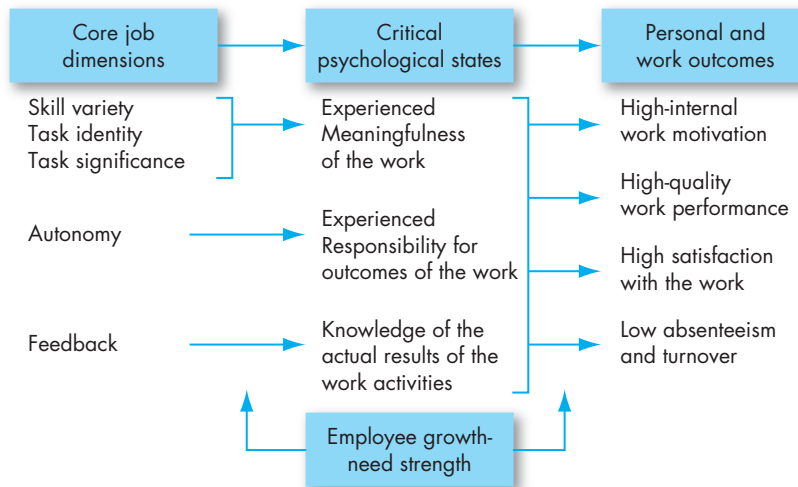 Core job
dimensions
Critical
psychological states
Personal and
work outcomes
Skill variety
Task identity
Task significance
Experienced
Meaningfulness
of the work
High-internal
work motivation
High-quality
work performance
Autonomy
Experienced
Responsibility for
outcomes of the work
High satisfaction
with the work
Feedback
Knowledge of the
actual results of the
work activities
Low absenteeism
and turnover
Employee growth-
need strength